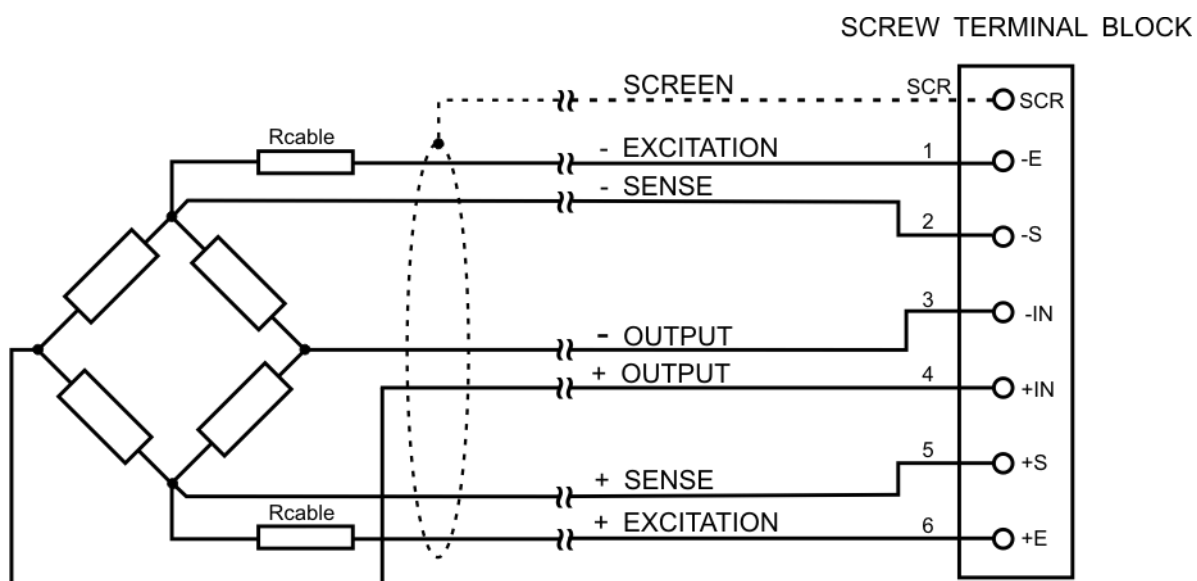 SCREW TERMINAL BLOCK
SCREEN SCR SCR
Rcable
- EXCITATION 1 -E
- SENSE
2 -S
3 -IN
- OUTPUT
+ OUTPUT 4 +IN
5 +S
+ SENSE
Rcable + EXCITATION 6 +E